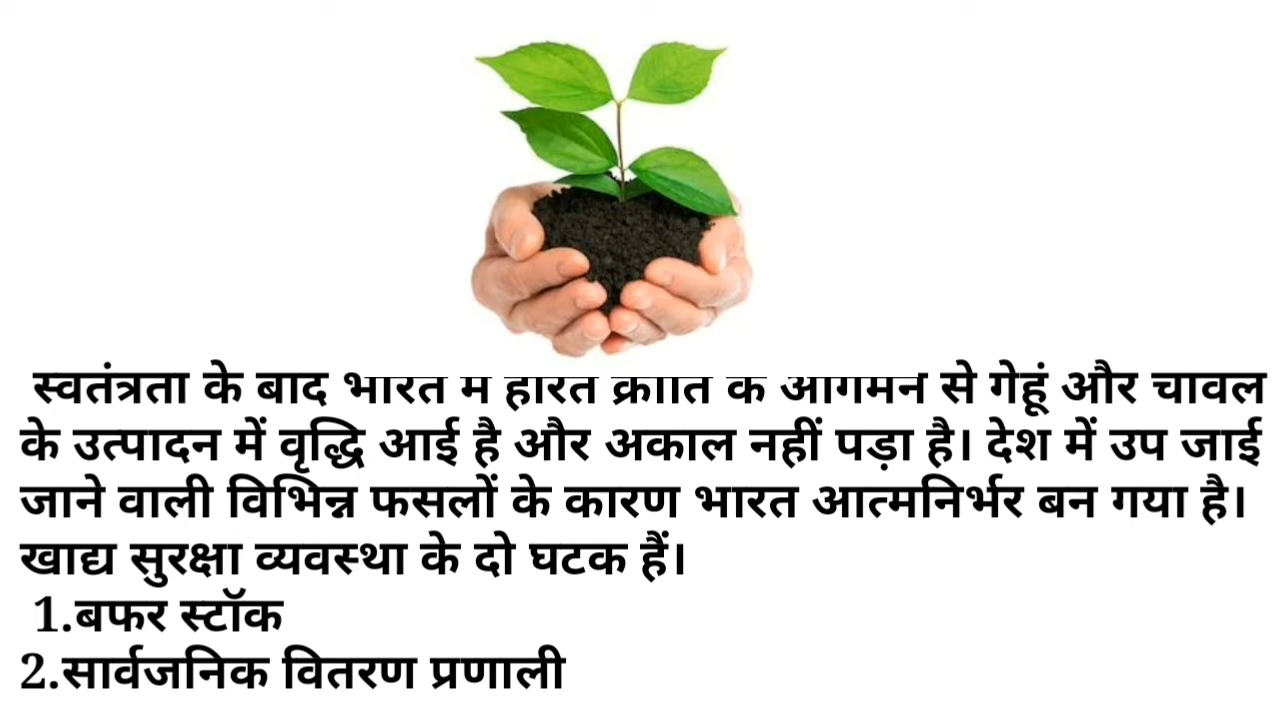 स्वतंत्रता के बाद भारत में हरित क्रांति के आगमन से गेहूं और चावल
के उत्पादन में वृद्धि आई है और अकाल नहीं पड़ा है। देश में उप जाई
जाने वाली विभिन्न फसलों के कारण भारत आत्मनिर्भर बन गया है।
खाद्य सुरक्षा व्यवस्था के दो घटक हैं।
1.बफर स्टॉक
2.सार्वजनिक वितरण प्रणाली